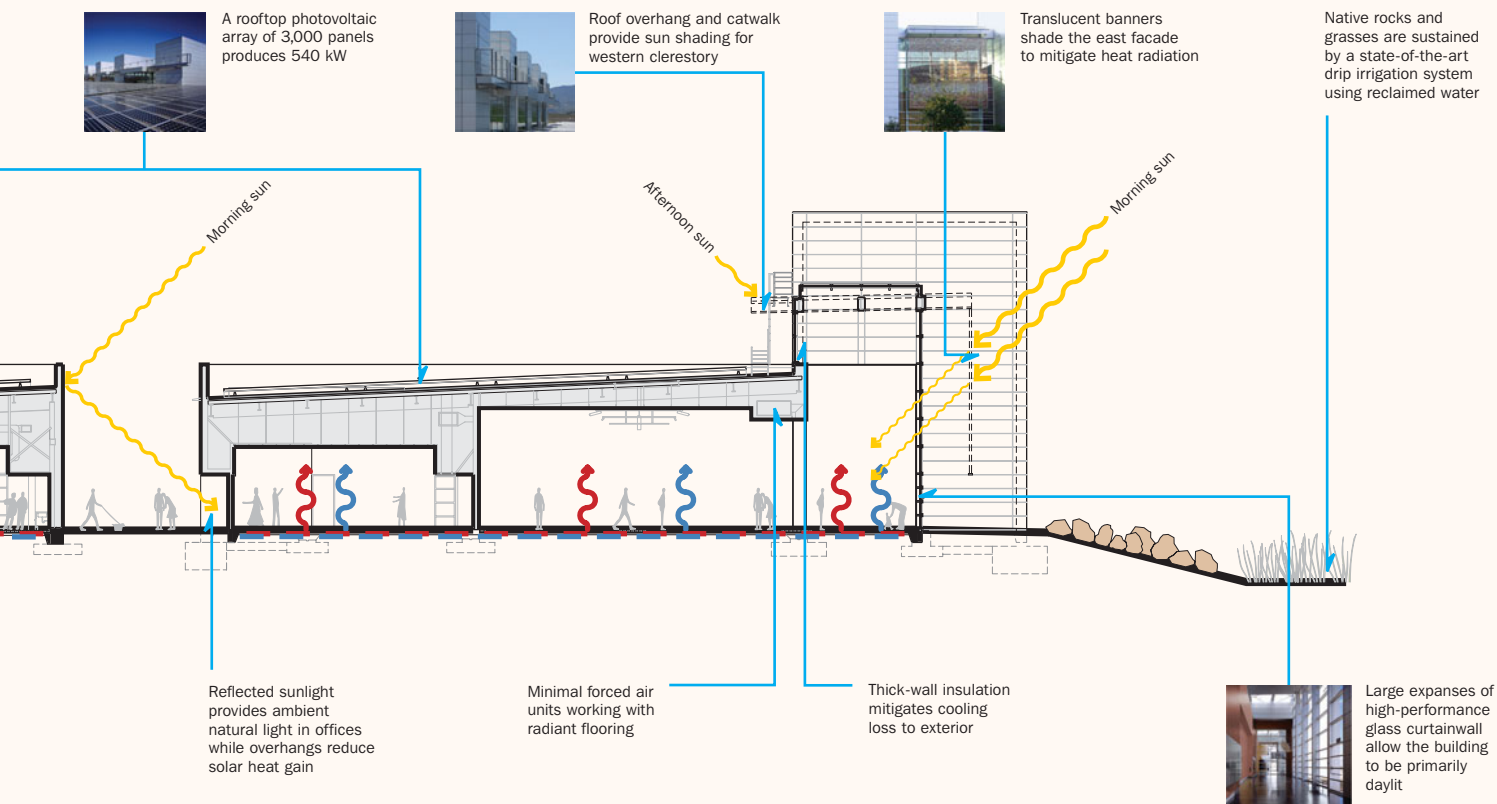 A rooftop photovoltaic
array of 3,000 panels
produces 540 kW
Roof overhang and catwalk
provide sun shading for
western clerestory
Translucent banners
shade the east facade
to mitigate heat radiation
Native rocks and
grasses are sustained
by a state-of-the-art
drip irrigation system
using reclaimed water
Morning sun
Afternoon sun
Morning sun
Reflected sunlight
provides ambient
natural light in offices
while overhangs reduce
solar heat gain
Minimal forced air
units working with
radiant flooring
Thick-wall insulation
mitigates cooling
loss to exterior
Large expanses of
high-performance
glass curtainwall
allow the building
to be primarily
daylit